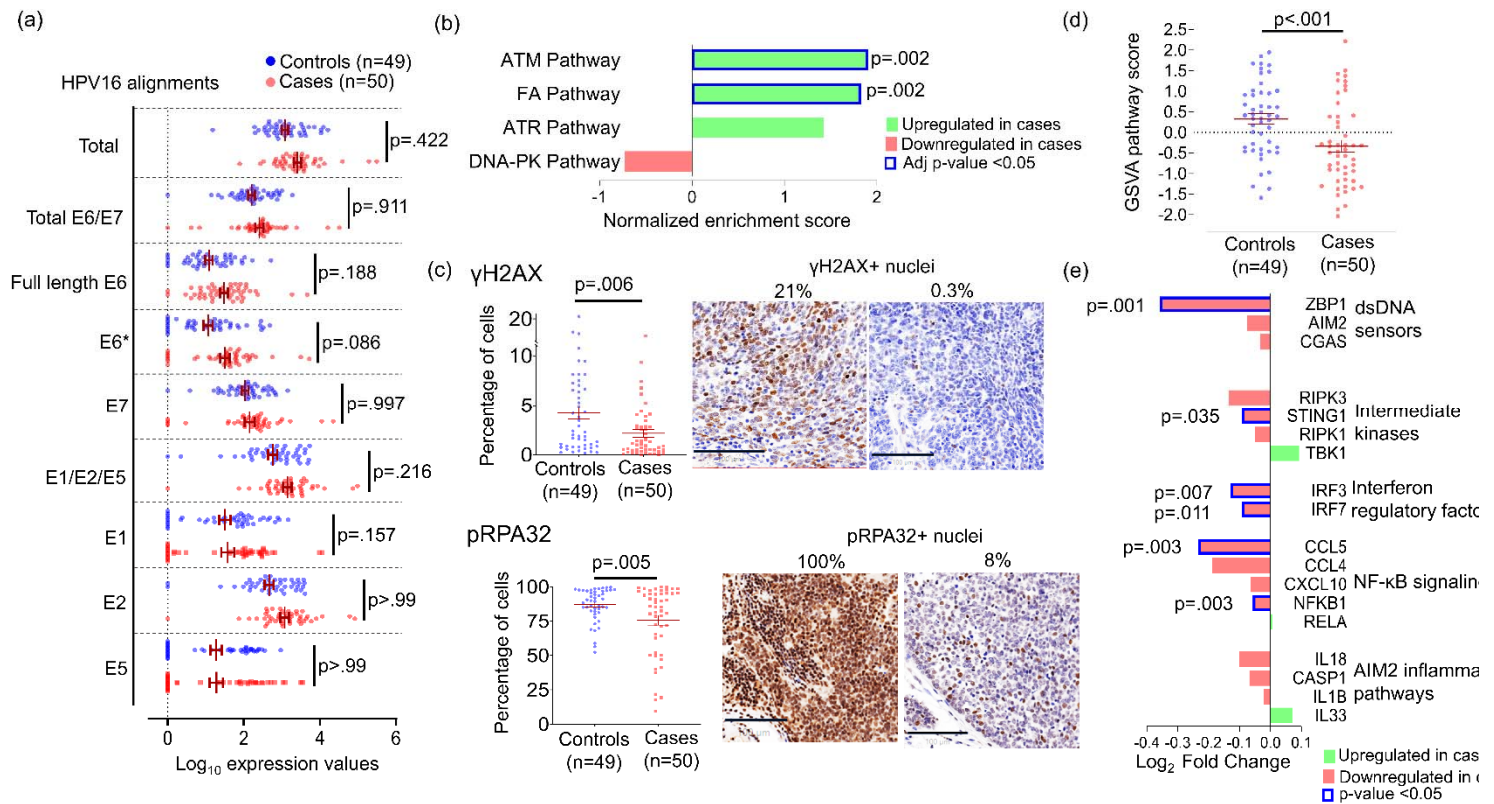 (a)
Controls (n=49)
Cases (n=50)
HPV16 alignments
Total
p=.422
Total E6/E7
p=.911
Full length E6
p=.188
E6*
p=.086
E7
p=.997
E1/E2/E5
p=.216
E1
p=.157
E2
p>.99
E5
p>.99
0 2 4 6
Log10 expression values
(b)
ATM Pathway
p=.002
FA Pathway
p=.002
ATR Pathway
DNA-PK Pathway
Upregulated in cases
Downregulated in cases
Adj p-value <0.05
-1 0 1 2
Normalized enrichment score
(c)
γH2AX
p=.006
Percentage of cells
20
10
5
0
Controls
(n=49)
Cases
(n=50)
γH2AX+ nuclei
21%
0.3%
pRPA32
p=.005
Percentage of cells
100
75
50
25
0
Controls
(n=49)
Cases
(n=50)
pRPA32+ nuclei
100%
8%
(d)
p<.001
GSVA pathway score
2.5
2.0
1.5
1.0
0.5
0.0
-0.5
-1.0
-1.5
-2.0
Controls
(n=49)
Cases
(n=50)
(e)
p=.001
ZBP1
AIM2
CGAS
dsDNA
sensors
RIPK3
p=.035
STING1
RIPK1
TBK1
Intermediate
kinases
p=.007
IRF3
p=.011
IRF7
Interferon
regulatory facto
p=.003
CCL5
CCL4
CXCL10
p=.003
NFKB1
RELA
NF-κB signaling
IL18
CASP1
IL1B
IL33
AIM2 inflamma
pathways
-0.4 -0.3 -0.2 -0.1 0.0 0.1
Log2 Fold Change
Upregulated in cas
Downregulated in
p-value <0.05